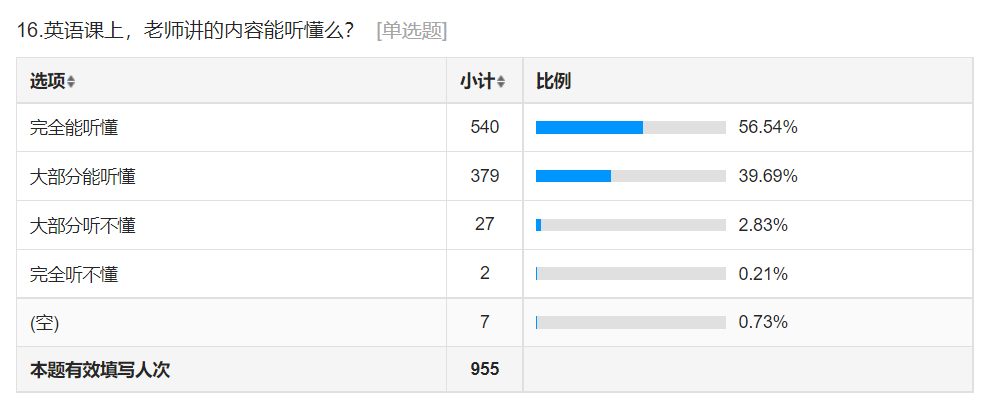 16.英语课上，老师讲的内容能听懂么？ [单选题]
选项 小计 比例
完全能听懂 540 56.54%
大部分能听懂 379 39.69%
大部分听不懂 27 2.83%
完全听不懂 2 0.21%
(空) 7 0.73%
本题有效填写人次 955